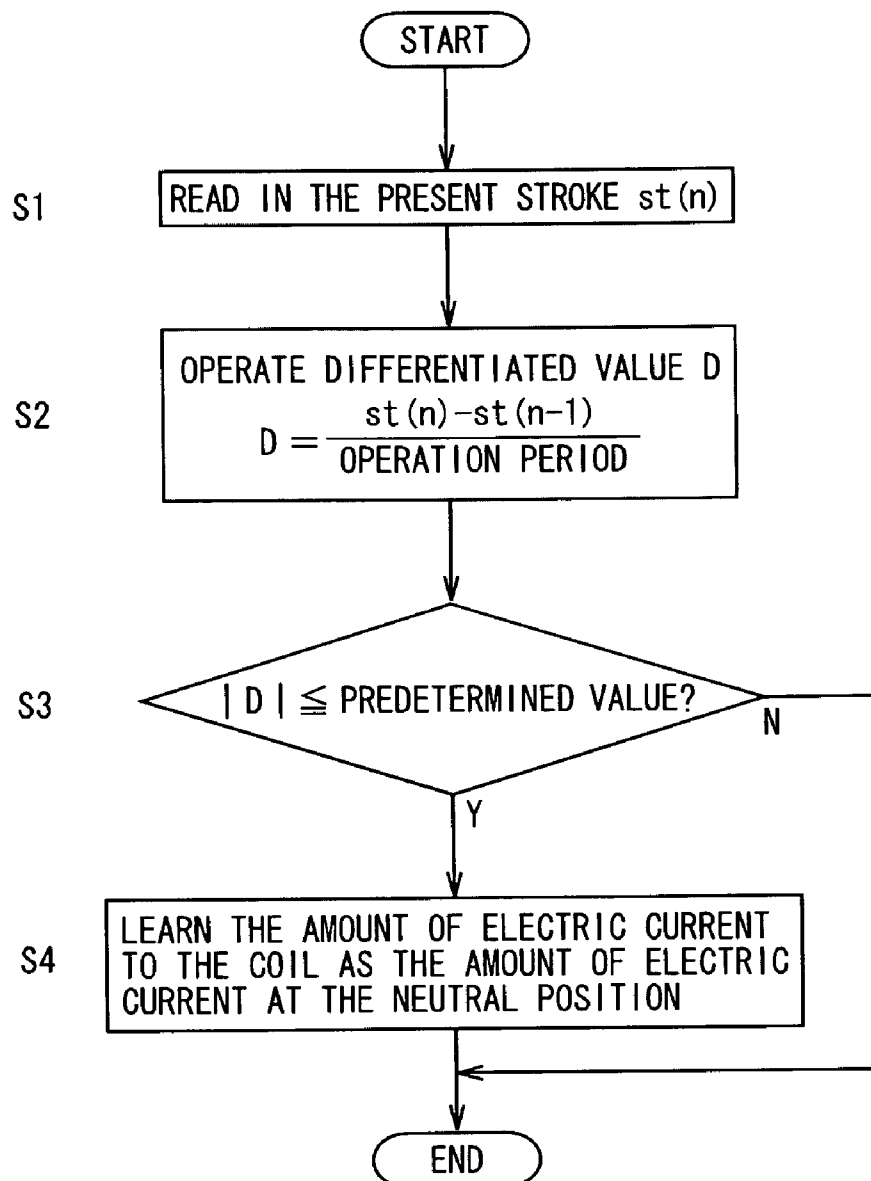 START
S1
READ IN THE PRESENT STROKE st(n)
S2
OPERATE DIFFERENTIATED VALUE D
D = st(n)-st(n-1) / OPERATION PERIOD
S3
|D| ≦ PREDETERMINED VALUE?
N
Y
S4
LEARN THE AMOUNT OF ELECTRIC CURRENT
TO THE COIL AS THE AMOUNT OF ELECTRIC
CURRENT AT THE NEUTRAL POSITION
END